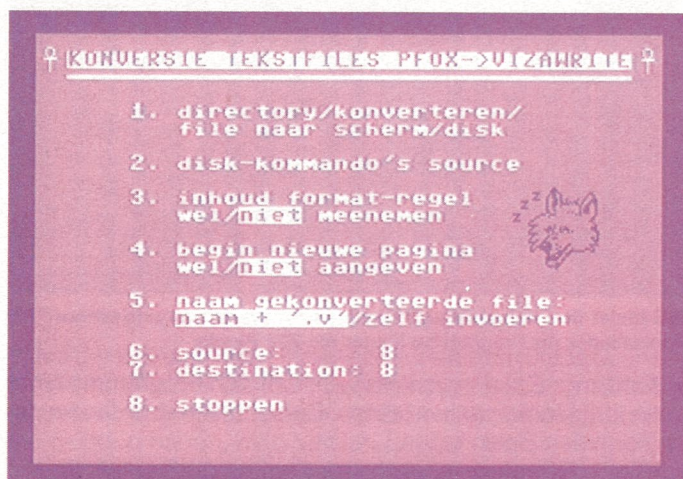 KONVERSIE TEKSTFILES PFOX->VIZAWRITE
1. directory/konverteren/
file naar scherm/disk
2. disk-kommando's source
3. inhoud format-regel
wel/niet meenemen
z z z
4. begin nieuwe pagina
wel/niet aangeven
5. naam gekonverteerde file:
naam + '.v'/zelf invoeren
6. source: 8
7. destination: 8
8. stoppen